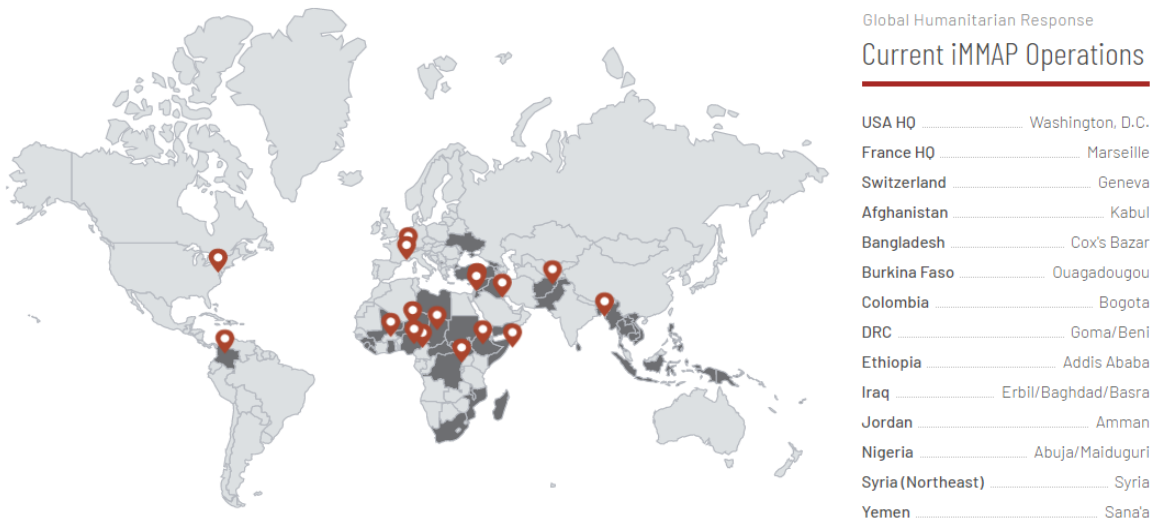 Global Humanitarian Response
Current iMMAP Operations
USA HQ Washington, D.C.
France HQ Marseille
Switzerland Geneva
Afghanistan Kabul
Bangladesh Cox's Bazar
Burkina Faso Ouagadougou
Colombia Bogota
DRC Goma/Beni
Ethiopia Addis Ababa
Iraq Erbil/Baghdad/Basra
Jordan Amman
Nigeria Abuja/Maiduguri
Syria (Northeast) Syria
Yemen Sana'a